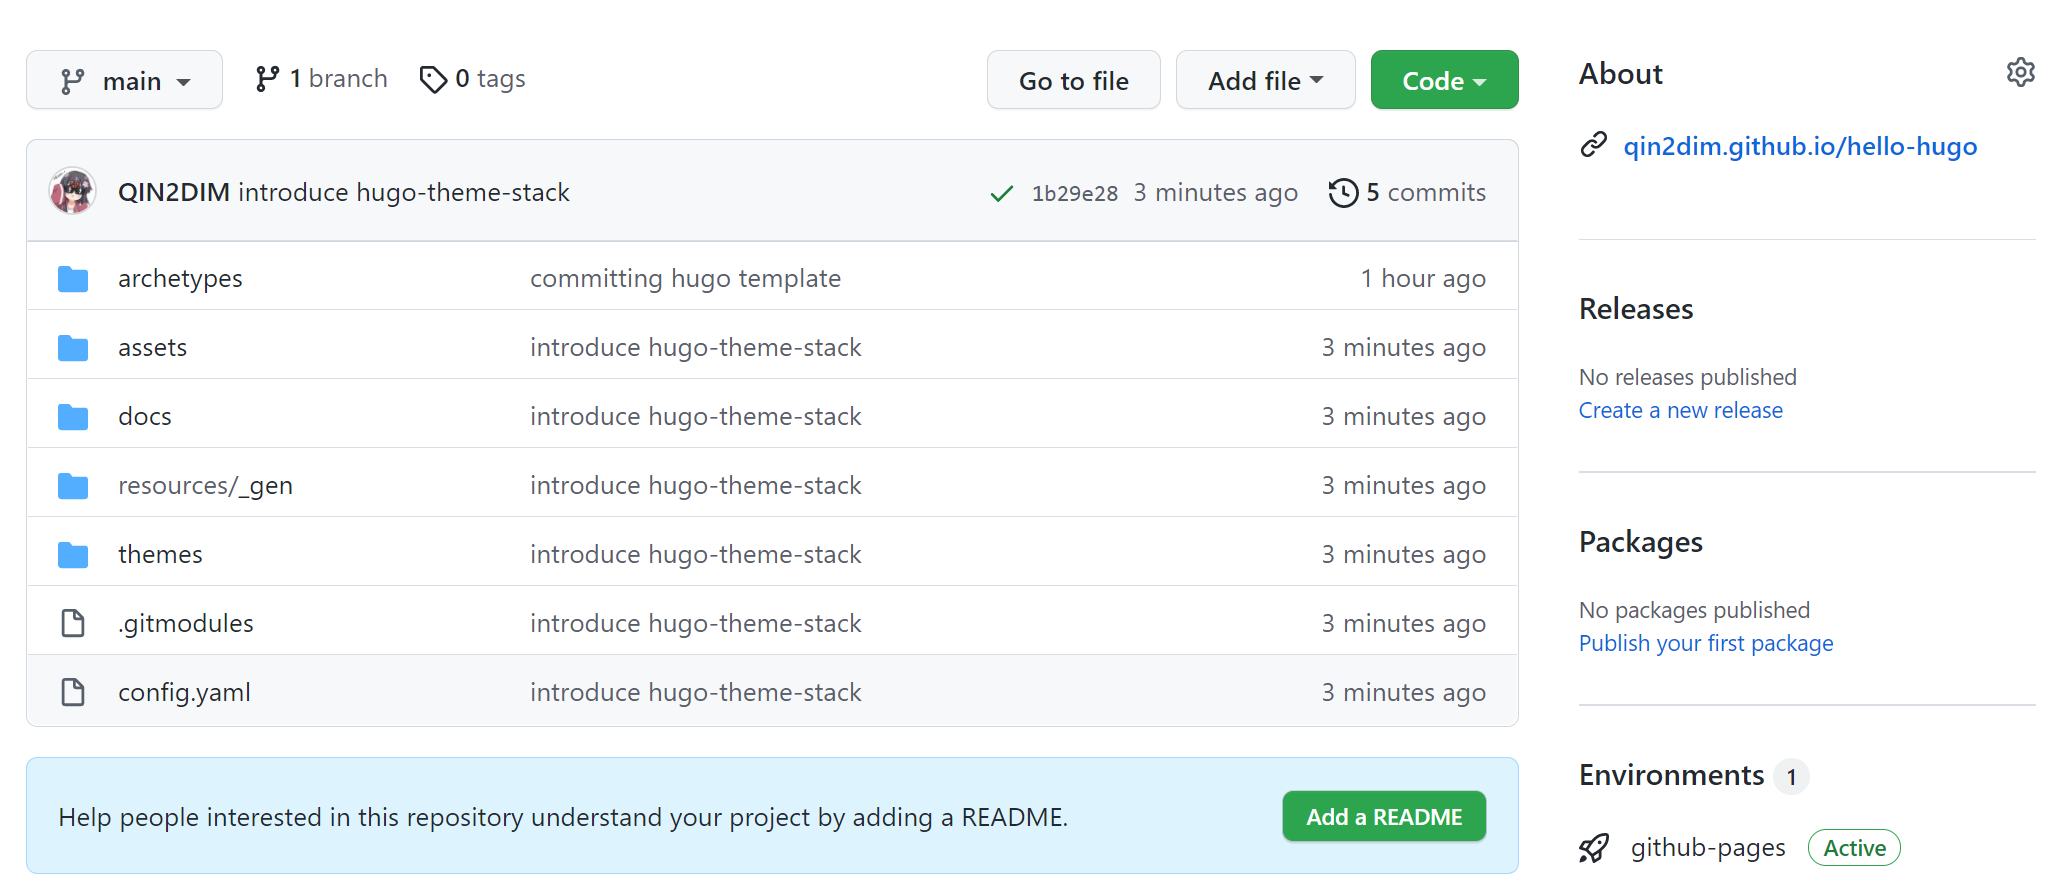 main
1 branch
0 tags
Go to file
Add file
Code
QIN2DIM introduce hugo-theme-stack
1b29e28 3 minutes ago
5 commits
archetypes committing hugo template 1 hour ago
assets introduce hugo-theme-stack 3 minutes ago
docs introduce hugo-theme-stack 3 minutes ago
resources/_gen introduce hugo-theme-stack 3 minutes ago
themes introduce hugo-theme-stack 3 minutes ago
.gitmodules introduce hugo-theme-stack 3 minutes ago
config.yaml introduce hugo-theme-stack 3 minutes ago
Help people interested in this repository understand your project by adding a README.
Add a README
About
qin2dim.github.io/hello-hugo
Releases
No releases published
Create a new release
Packages
No packages published
Publish your first package
Environments 1
github-pages Active